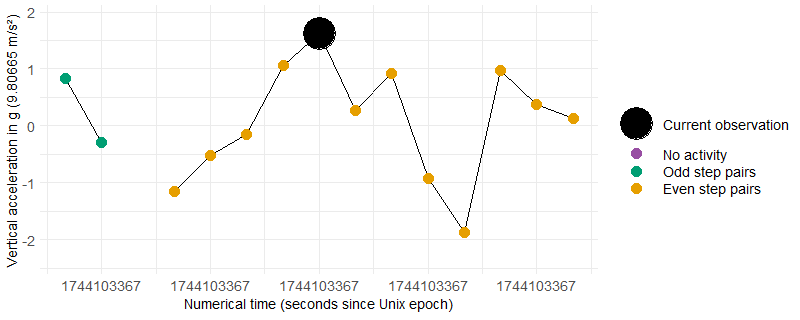 Vertical acceleration in g (9.80665 m/s²)
2
1
0
-1
-2
1744103367 1744103367 1744103367 1744103367 1744103367
Numerical time (seconds since Unix epoch)
Current observation
No activity
Odd step pairs
Even step pairs